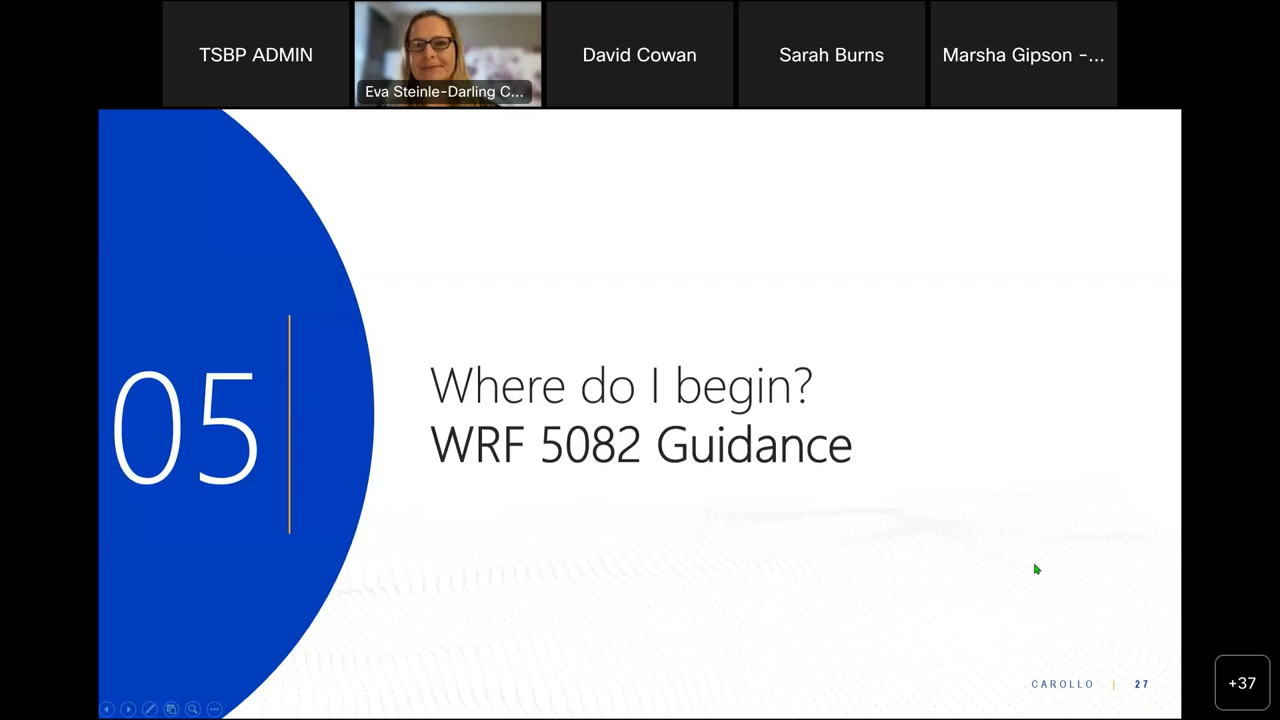 TSBP ADMIN
Eva Steinle-Darling C...
David Cowan
Sarah Burns
Marsha Gipson -...
05
Where do I begin?
WRF 5082 Guidance
CAROLLO | 27
+37